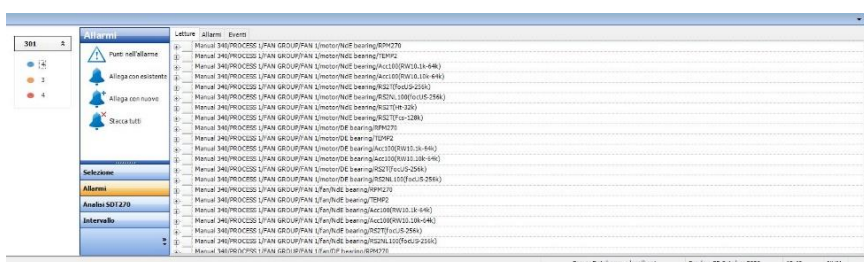 301
4
3
4
Allarmi
Punti nell'allarme
Allega con esistente
Allega con nuovo
Stacca tutti
Selezione
Allarmi
Analisi SDT270
Intervallo
Letture Allarmi Eventi
Manual 340/PROCESS 1/FAN GROUP/FAN 1/motor/NdE bearing/RPM270
Manual 340/PROCESS 1/FAN GROUP/FAN 1/motor/NdE bearing/TEMP2
Manual 340/PROCESS 1/FAN GROUP/FAN 1/motor/NdE bearing/Acc100(RW10.1k-64k)
Manual 340/PROCESS 1/FAN GROUP/FAN 1/motor/NdE bearing/Acc100(RW10.10k-64k)
Manual 340/PROCESS 1/FAN GROUP/FAN 1/motor/NdE bearing/RS2T(focUS-256k)
Manual 340/PROCESS 1/FAN GROUP/FAN 1/motor/NdE bearing/RS2NL100(focUS-256k)
Manual 340/PROCESS 1/FAN GROUP/FAN 1/motor/NdE bearing/RS2T(Ht-32k)
Manual 340/PROCESS 1/FAN GROUP/FAN 1/motor/NdE bearing/RS2T(Fcs-128k)
Manual 340/PROCESS 1/FAN GROUP/FAN 1/motor/DE bearing/RPM270
Manual 340/PROCESS 1/FAN GROUP/FAN 1/motor/DE bearing/TEMP2
Manual 340/PROCESS 1/FAN GROUP/FAN 1/motor/DE bearing/Acc100(RW10.1k-64k)
Manual 340/PROCESS 1/FAN GROUP/FAN 1/motor/DE bearing/Acc100(RW10.10k-64k)
Manual 340/PROCESS 1/FAN GROUP/FAN 1/motor/DE bearing/RS2T(focUS-256k)
Manual 340/PROCESS 1/FAN GROUP/FAN 1/motor/DE bearing/RS2NL100(focUS-256k)
Manual 340/PROCESS 1/FAN GROUP/FAN 1/fan/NdE bearing/RPM270
Manual 340/PROCESS 1/FAN GROUP/FAN 1/fan/NdE bearing/TEMP2
Manual 340/PROCESS 1/FAN GROUP/FAN 1/fan/NdE bearing/Acc100(RW10.1k-64k)
Manual 340/PROCESS 1/FAN GROUP/FAN 1/fan/NdE bearing/Acc100(RW10.10k-64k)
Manual 340/PROCESS 1/FAN GROUP/FAN 1/fan/NdE bearing/RS2T(focUS-256k)
Manual 340/PROCESS 1/FAN GROUP/FAN 1/fan/NdE bearing/RS2NL100(focUS-256k)
Manual 340/PROCESS 1/FAN GROUP/FAN 1/fan/DE bearing/RPM270